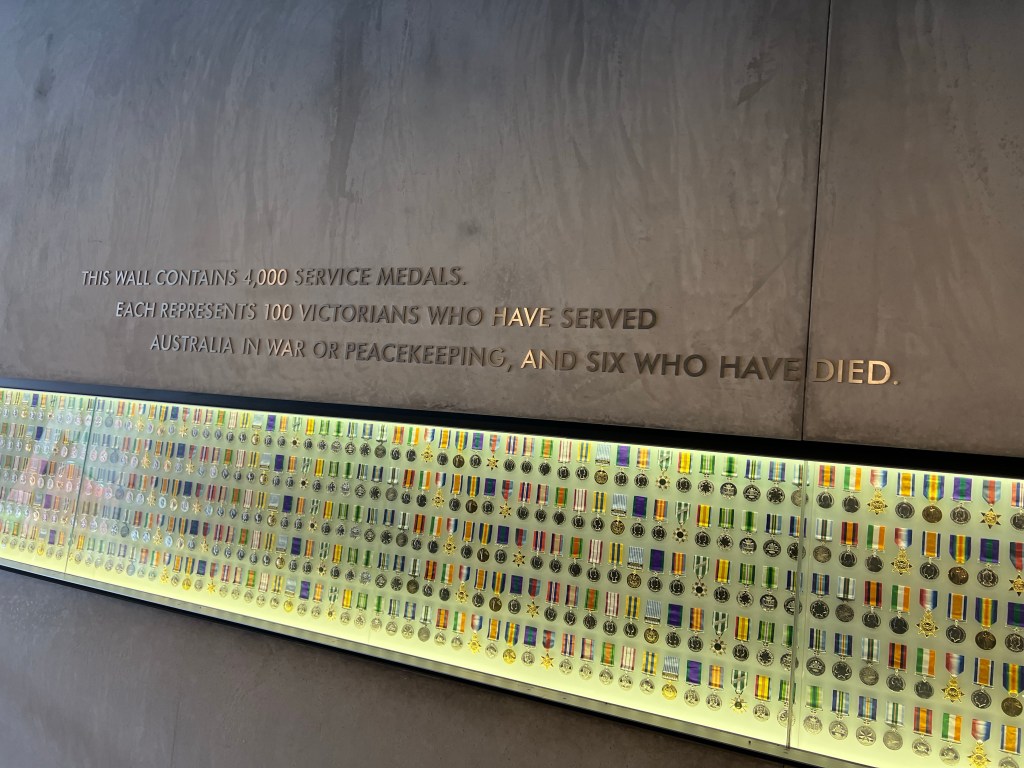 THIS WALL CONTAINS 4,000 SERVICE MEDALS.
EACH REPRESENTS 100 VICTORIANS WHO HAVE SERVED
AUSTRALIA IN WAR OR PEACEKEEPING, AND SIX WHO HAVE DIED.